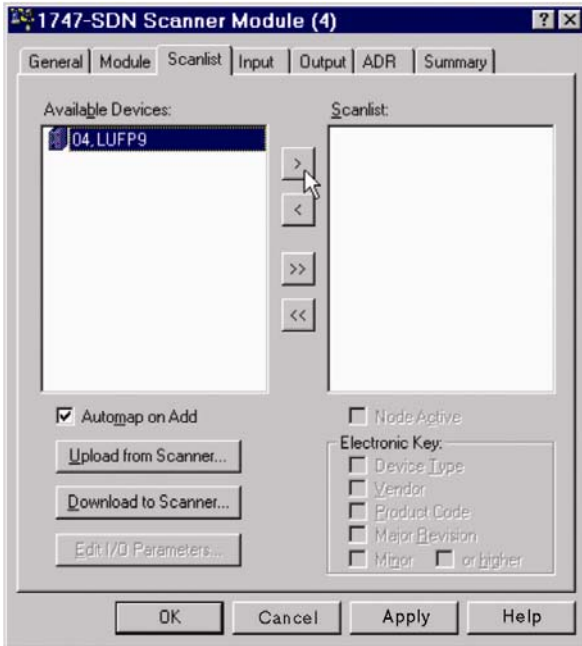 1747-SDN Scanner Module (4)
? ×
General Module Scanlist Input Output ADR Summary
Available Devices:
04, LUFP9
>
<
>>
<<
Scanlist:
Automap on Add
Upload from Scanner...
Download to Scanner...
Edit I/O Parameters...
Node Active
Electronic Key:
Device Type
Vendor
Product Code
Major Revision
Minor or higher
OK Cancel Apply Help